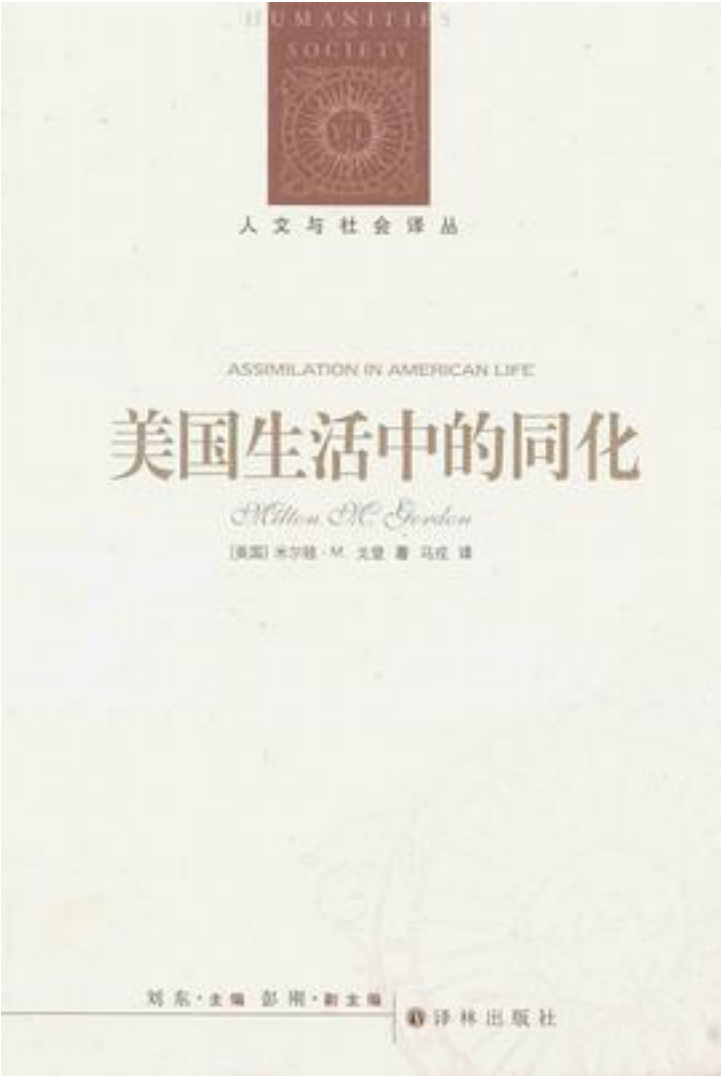 HUMANITIES
AND
SOCIETY
人文与社会译丛
ASSIMILATION IN AMERICAN LIFE
美国生活中的同化
Milton M. Gordon
[美国] 米尔顿·M. 戈登 著 马戎 译
刘东·主编 彭刚·副主编
译林出版社